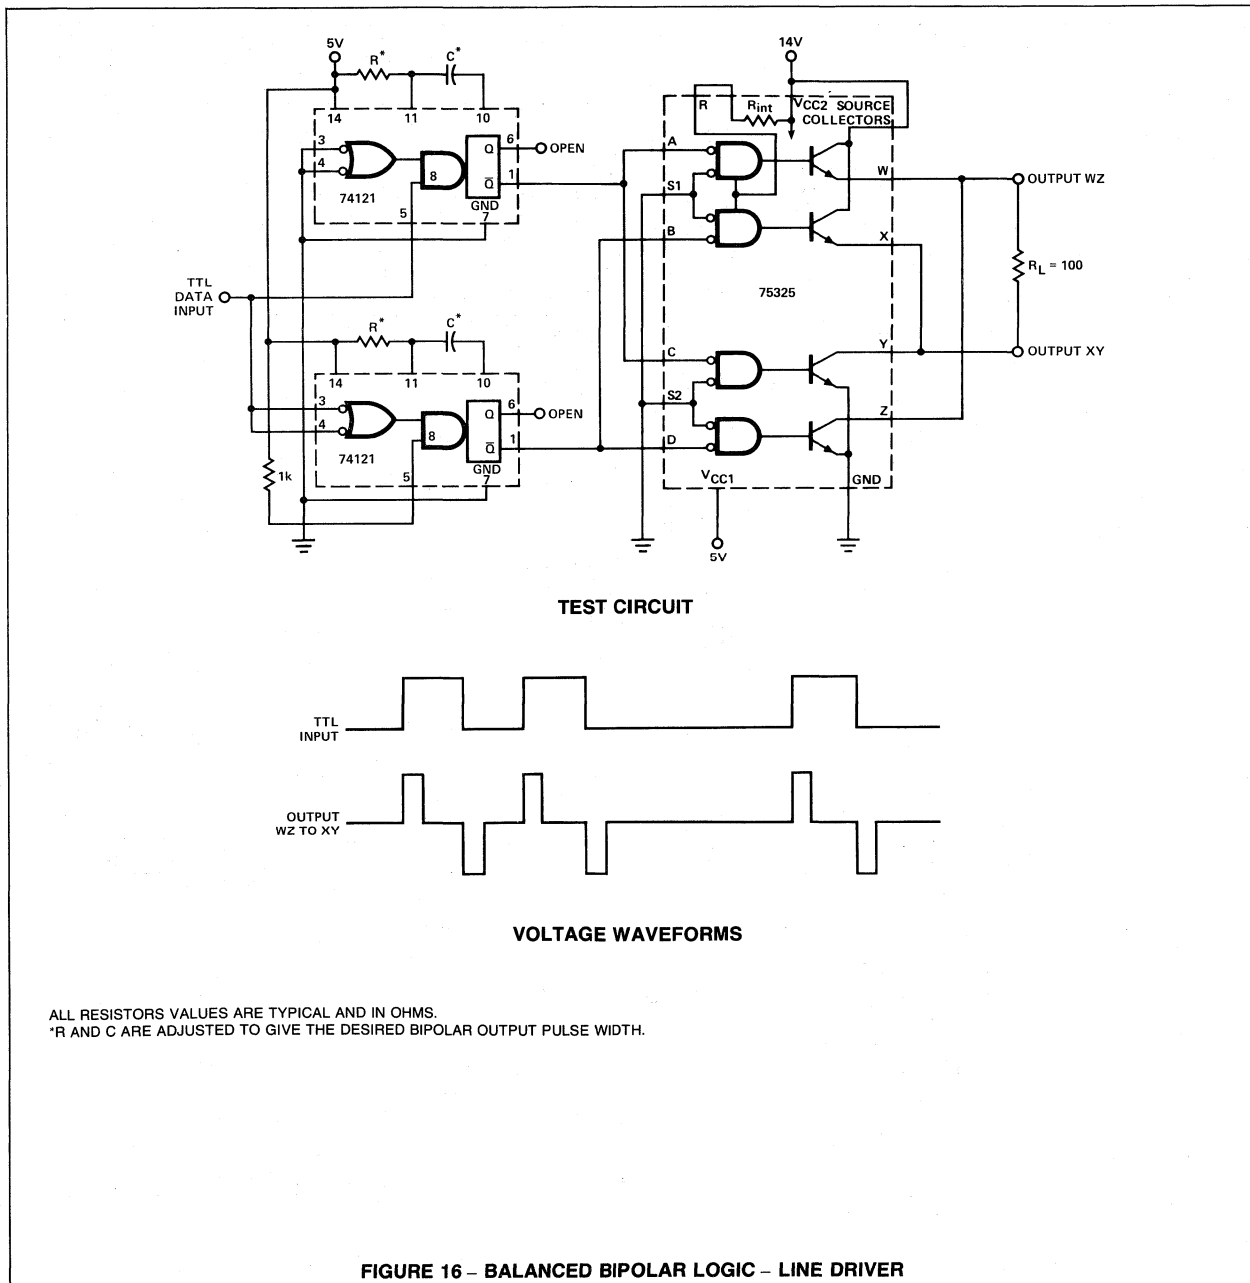 5V
R*
C*
14V
14
11
10
R
Rint
VCC2 SOURCE
COLLECTORS
3
4
8
Q
6
OPEN
Q̅
1
74121
GND
5
7
A
S1
B
W
X
OUTPUT WZ
RL = 100
75325
TTL
DATA
INPUT
R*
C*
14
11
10
3
4
8
Q
6
OPEN
Q̅
1
74121
GND
5
7
1k
C
S2
D
Y
Z
OUTPUT XY
VCC1
GND
5V
TEST CIRCUIT
TTL
INPUT
OUTPUT
WZ TO XY
VOLTAGE WAVEFORMS
ALL RESISTORS VALUES ARE TYPICAL AND IN OHMS.
*R AND C ARE ADJUSTED TO GIVE THE DESIRED BIPOLAR OUTPUT PULSE WIDTH.
FIGURE 16 – BALANCED BIPOLAR LOGIC – LINE DRIVER